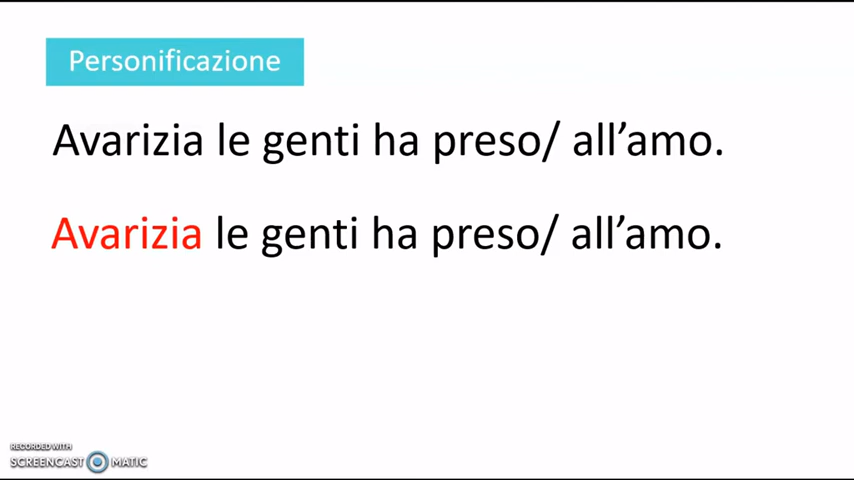 Personificazione
Avarizia le genti ha preso/ all’amo.
Avarizia le genti ha preso/ all’amo.
RECORDED WITH
SCREENCAST MATIC